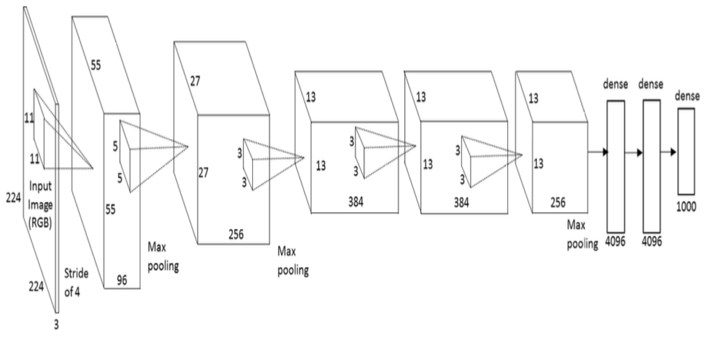 11
11
Input
Image
(RGB)
224
224
3
Stride
of 4
55
5
5
55
96
Max
pooling
27
3
3
27
256
Max
pooling
13
3
3
13
384
13
3
3
13
384
13
13
256
Max
pooling
dense
4096
dense
4096
dense
1000